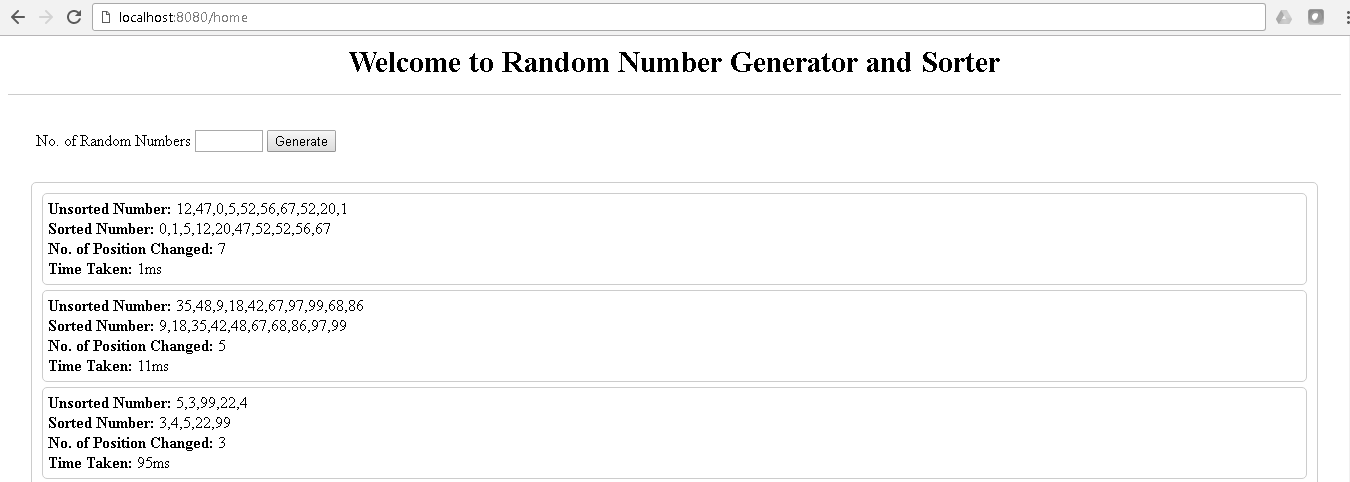 localhost:8080/home
Welcome to Random Number Generator and Sorter
No. of Random Numbers Generate
Unsorted Number: 12,47,0,5,52,56,67,52,20,1
Sorted Number: 0,1,5,12,20,47,52,52,56,67
No. of Position Changed: 7
Time Taken: 1ms
Unsorted Number: 35,48,9,18,42,67,97,99,68,86
Sorted Number: 9,18,35,42,48,67,68,86,97,99
No. of Position Changed: 5
Time Taken: 11ms
Unsorted Number: 5,3,99,22,4
Sorted Number: 3,4,5,22,99
No. of Position Changed: 3
Time Taken: 95ms